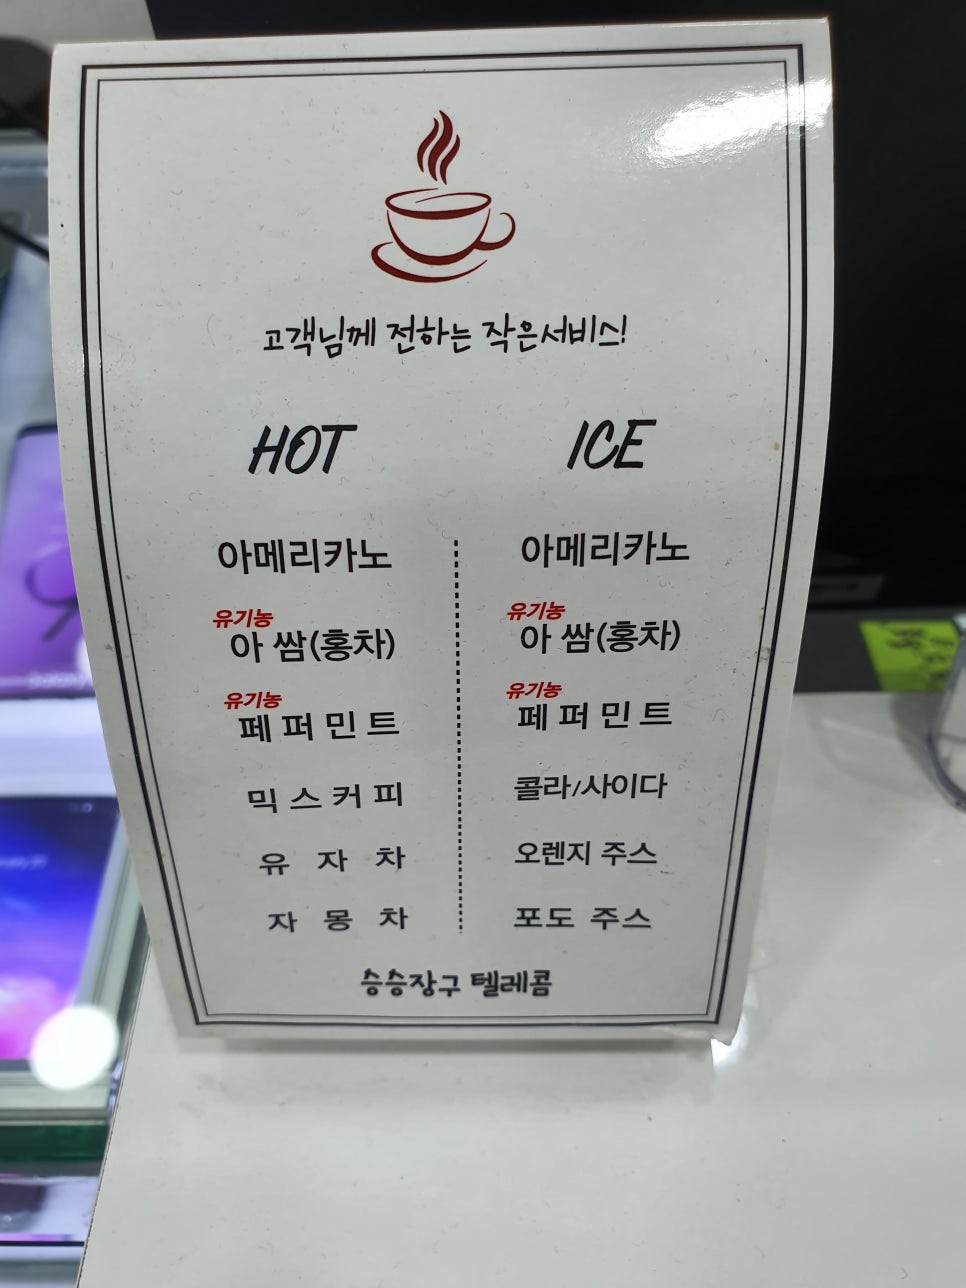 고객님께 전하는 작은서비스!
HOT
아메리카노
유기농
아 쌈(홍차)
유기농
페 퍼 민 트
믹 스 커 피
유 자 차
자 몽 차
ICE
아메리카노
유기농
아 쌈(홍차)
유기농
페 퍼 민 트
콜라/사이다
오렌지 주스
포도 주스
승승장구 텔레콤